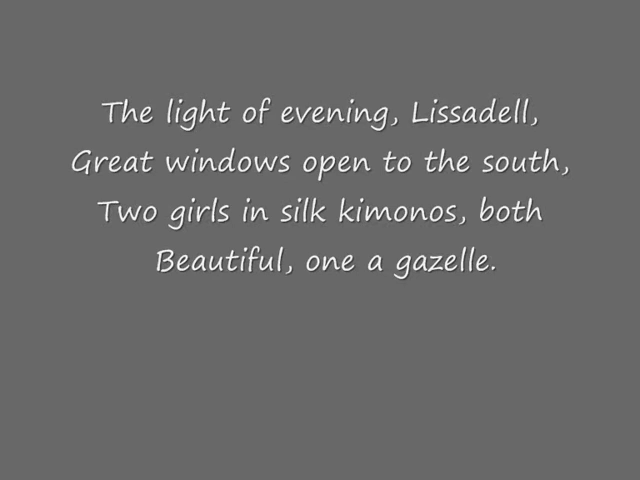 The light of evening, Lissadell,
Great windows open to the south,
Two girls in silk kimonos, both
Beautiful, one a gazelle.